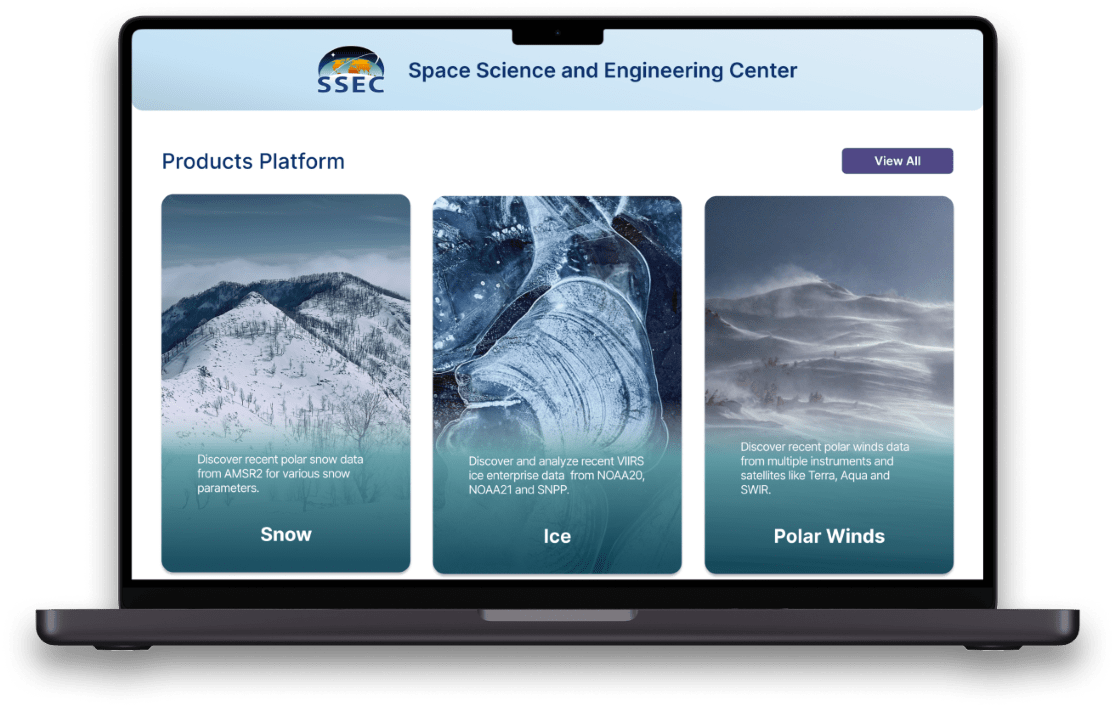 SSEC
Space Science and Engineering Center
Products Platform
View All
Discover recent polar snow data
from AMSR2 for various snow
parameters.
Snow
Discover and analyze recent VIIRS
ice enterprise data from NOAA20,
NOAA21 and SNPP.
Ice
Discover recent polar winds data
from multiple instruments and
satellites like Terra, Aqua and
SWIR.
Polar Winds